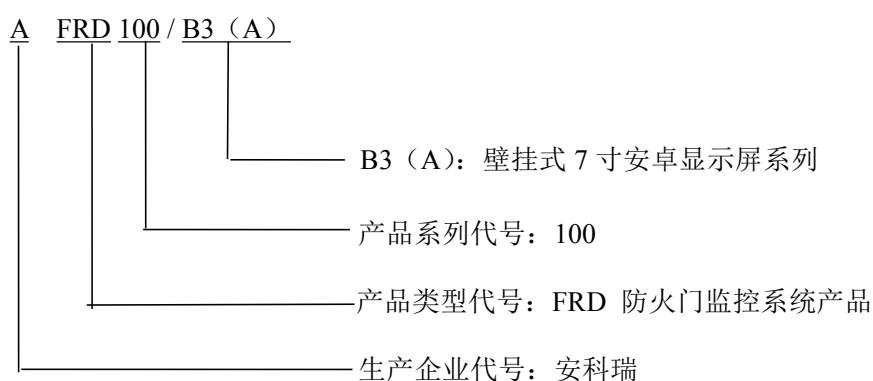 A FRD 100 / B3（A）
B3（A）：壁挂式 7 寸安卓显示屏系列
产品系列代号：100
产品类型代号：FRD 防火门监控系统产品
生产企业代号：安科瑞